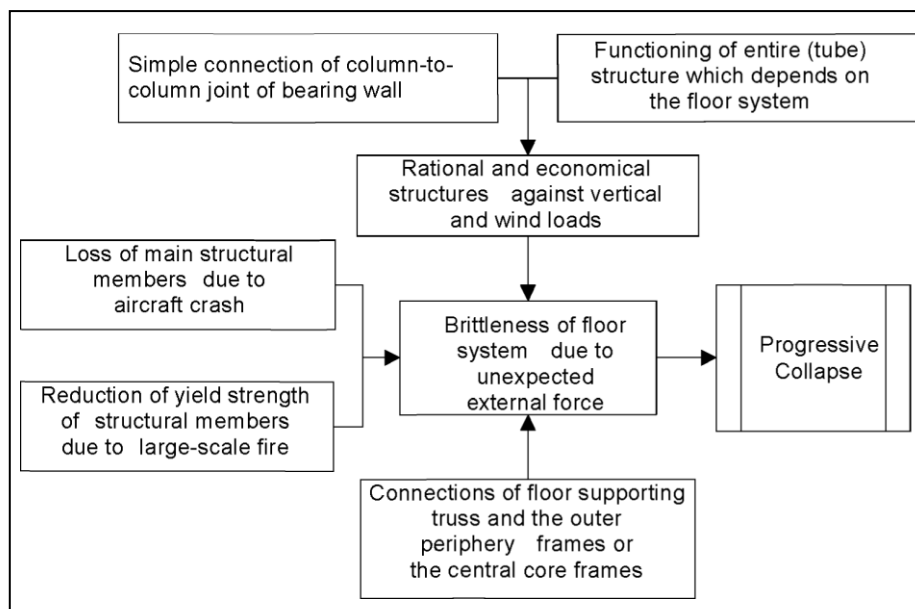 Simple connection of column-to-
column joint of bearing wall
Functioning of entire (tube)
structure which depends on
the floor system
Rational and economical
structures against vertical
and wind loads
Loss of main structural
members due to
aircraft crash
Brittleness of floor
system due to
unexpected
external force
Progressive
Collapse
Reduction of yield strength
of structural members
due to large-scale fire
Connections of floor supporting
truss and the outer
periphery frames or
the central core frames